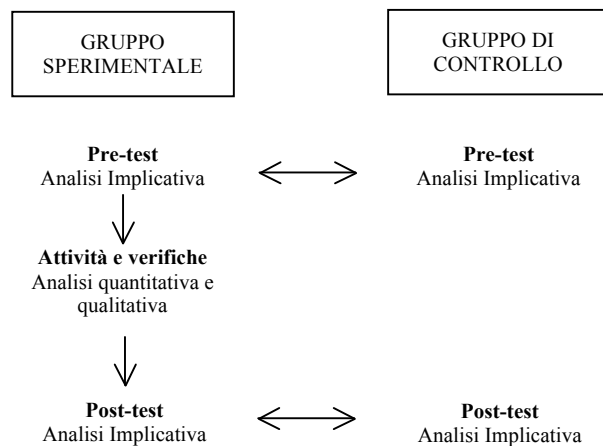 GRUPPO
SPERIMENTALE
GRUPPO DI
CONTROLLO
Pre-test
Analisi Implicativa
Pre-test
Analisi Implicativa
Attività e verifiche
Analisi quantitativa e
qualitativa
Post-test
Analisi Implicativa
Post-test
Analisi Implicativa